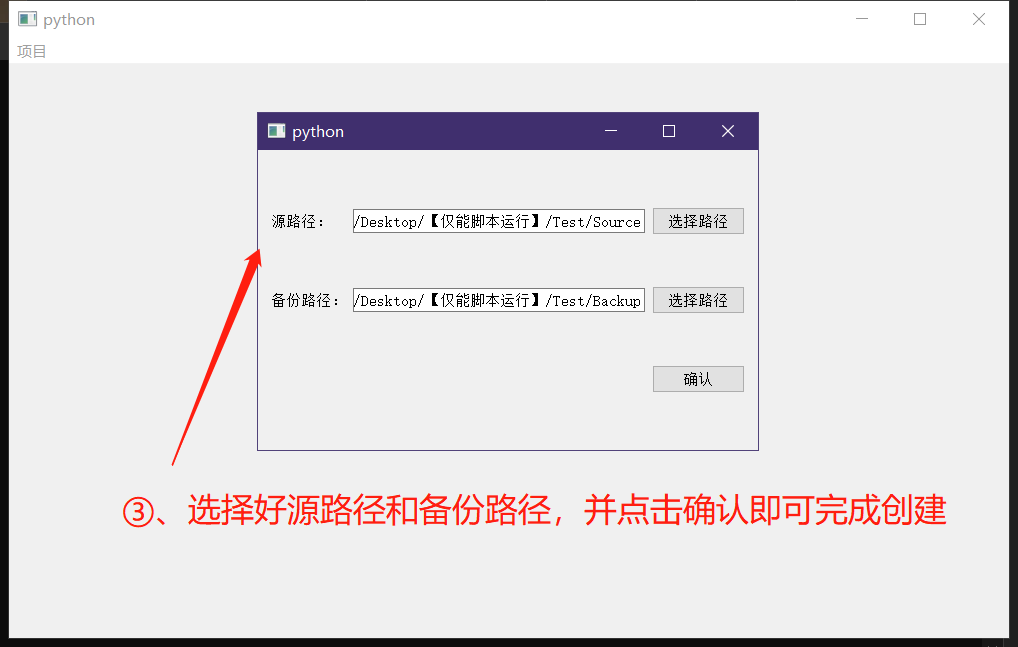 python
项目
python
源路径： /Desktop/【仅能脚本运行】/Test/Source 选择路径
备份路径： /Desktop/【仅能脚本运行】/Test/Backup 选择路径
确认
③、选择好源路径和备份路径，并点击确认即可完成创建